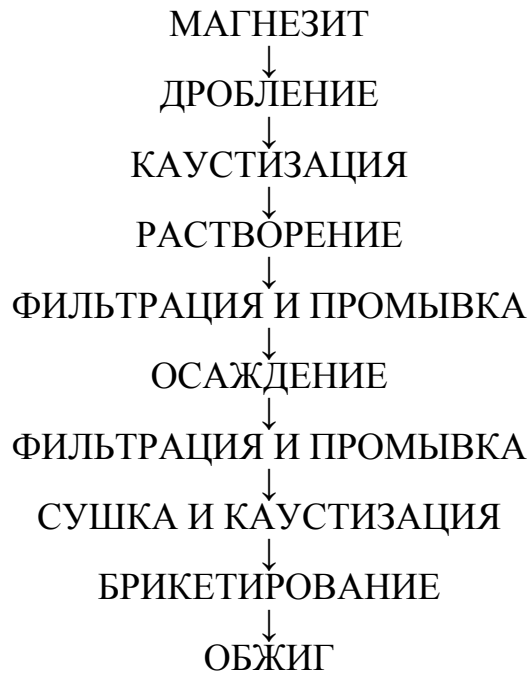 МАГНЕЗИТ
↓
ДРОБЛЕНИЕ
↓
КАУСТИЗАЦИЯ
↓
РАСТВОРЕНИЕ
↓
ФИЛЬТРАЦИЯ И ПРОМЫВКА
↓
ОСАЖДЕНИЕ
↓
ФИЛЬТРАЦИЯ И ПРОМЫВКА
↓
СУШКА И КАУСТИЗАЦИЯ
↓
БРИКЕТИРОВАНИЕ
↓
ОБЖИГ